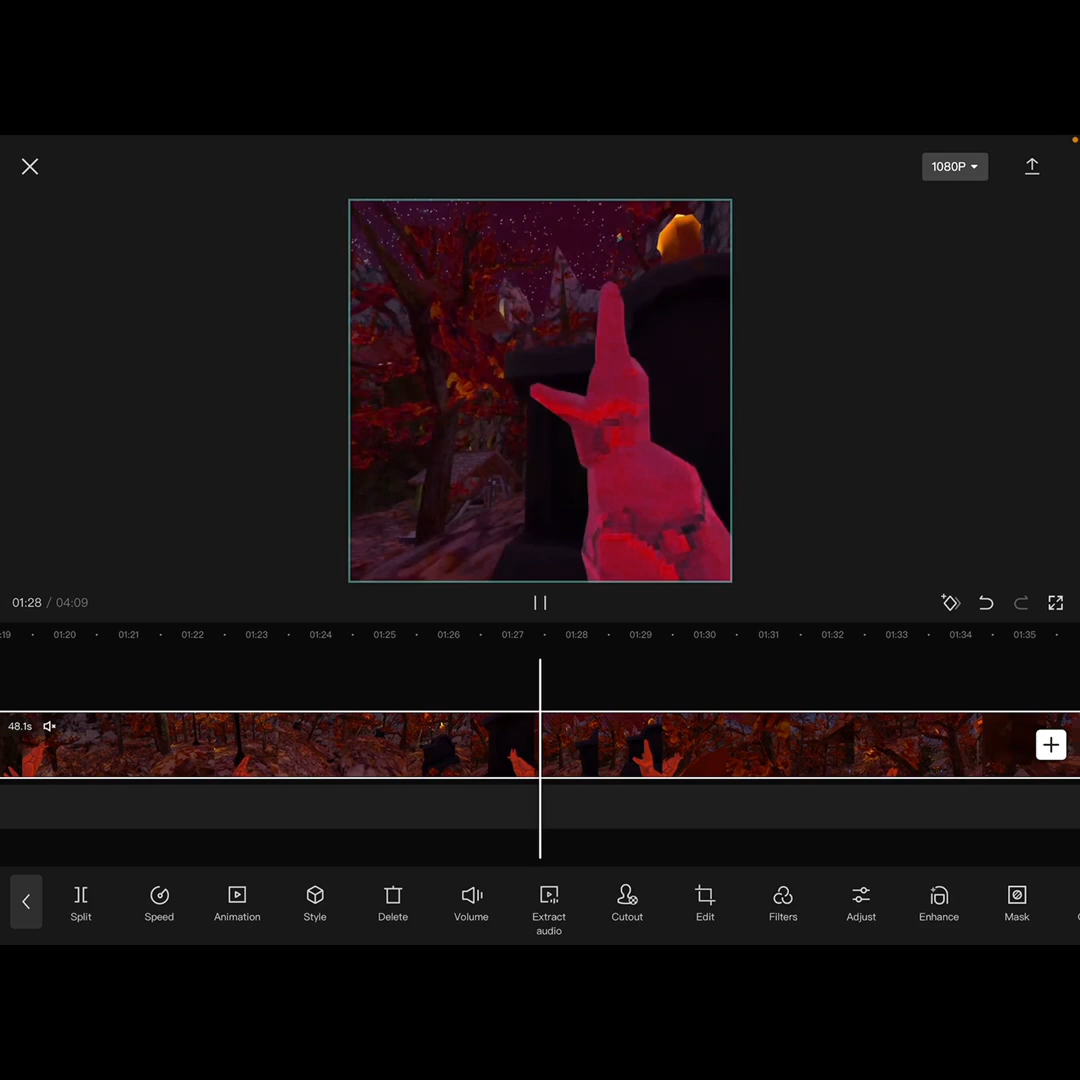 1080P
01:28 / 04:09
:19 01:20 01:21 01:22 01:23 01:24 01:25 01:26 01:27 01:28 01:29 01:30 01:31 01:32 01:33 01:34 01:35
48.1s
Split Speed Animation Style Delete Volume Extract audio Cutout Edit Filters Adjust Enhance Mask